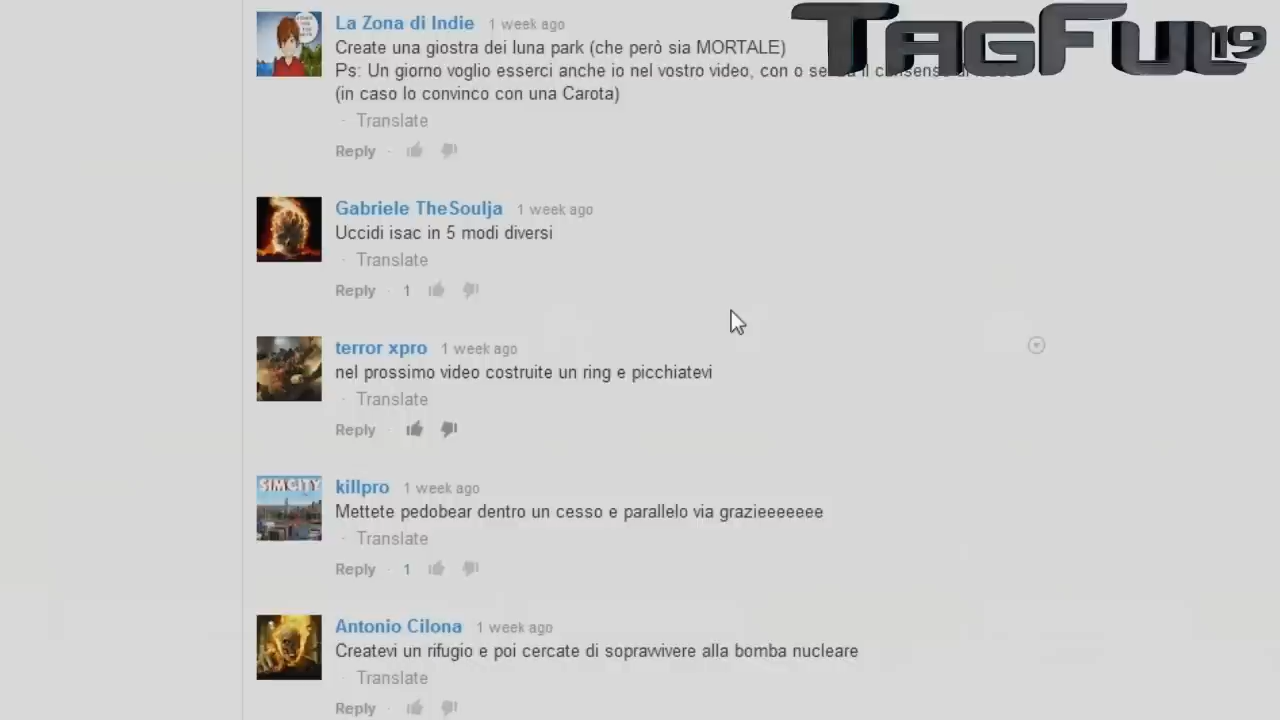 TAGFUL19
La Zona di Indie 1 week ago
Create una giostra dei luna park (che però sia MORTALE)
Ps: Un giorno voglio esserci anche io nel vostro video, con o senza il consenso
(in caso lo convinco con una Carota)
· Translate
Reply ·
Gabriele TheSoulja 1 week ago
Uccidi isac in 5 modi diversi
· Translate
Reply · 1
terror xpro 1 week ago
nel prossimo video costruite un ring e picchiatevi
· Translate
Reply ·
SIMCITY
killpro 1 week ago
Mettete pedobear dentro un cesso e parallelo via grazieeeeeee
· Translate
Reply · 1
Antonio Cilona 1 week ago
Createvi un rifugio e poi cercate di sopravvivere alla bomba nucleare
· Translate
Reply ·